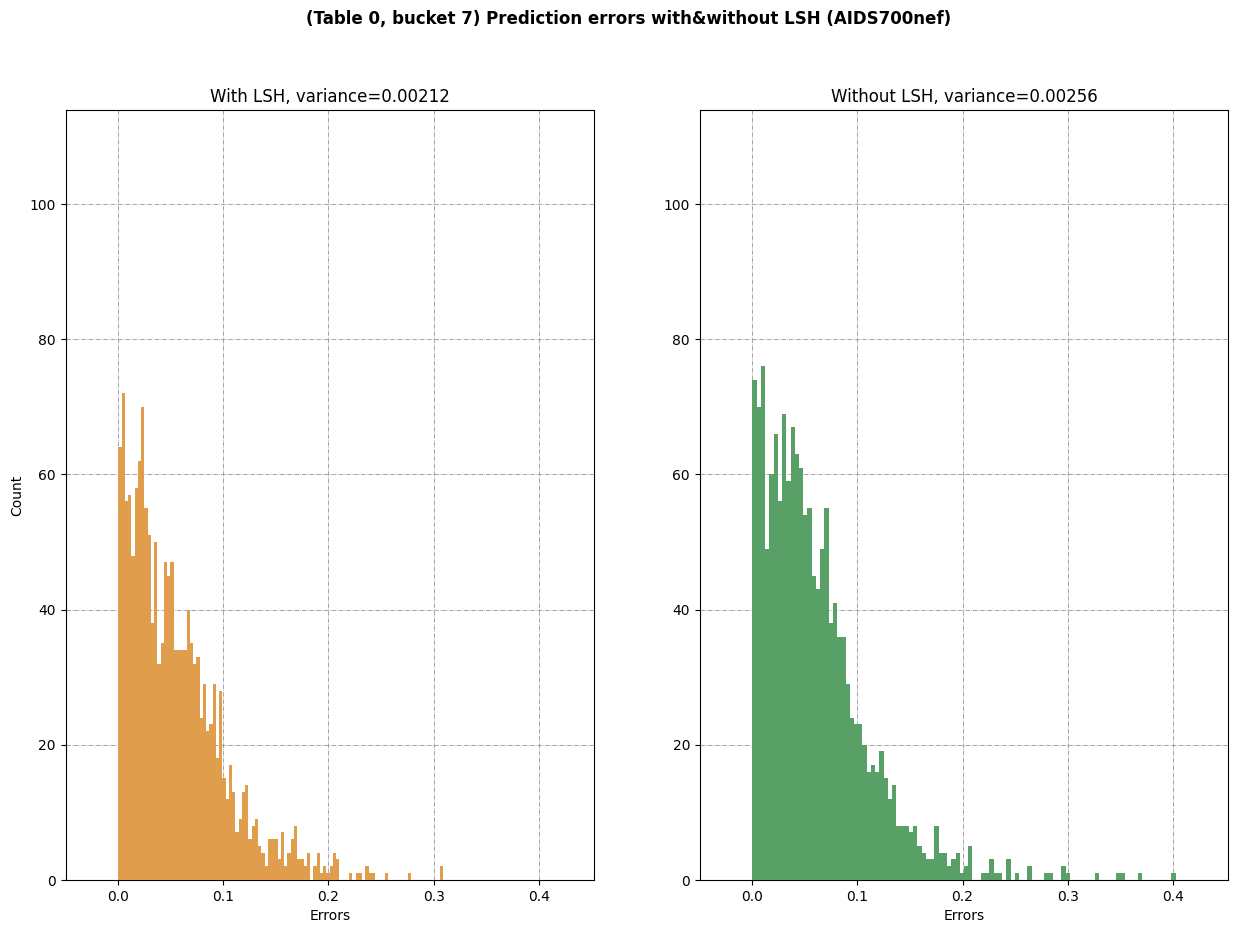 (Table 0, bucket 7) Prediction errors with&without LSH (AIDS700nef)
With LSH, variance=0.00212
Without LSH, variance=0.00256
100
80
60
40
20
0
Count
0.0 0.1 0.2 0.3 0.4
Errors
100
80
60
40
20
0
0.0 0.1 0.2 0.3 0.4
Errors